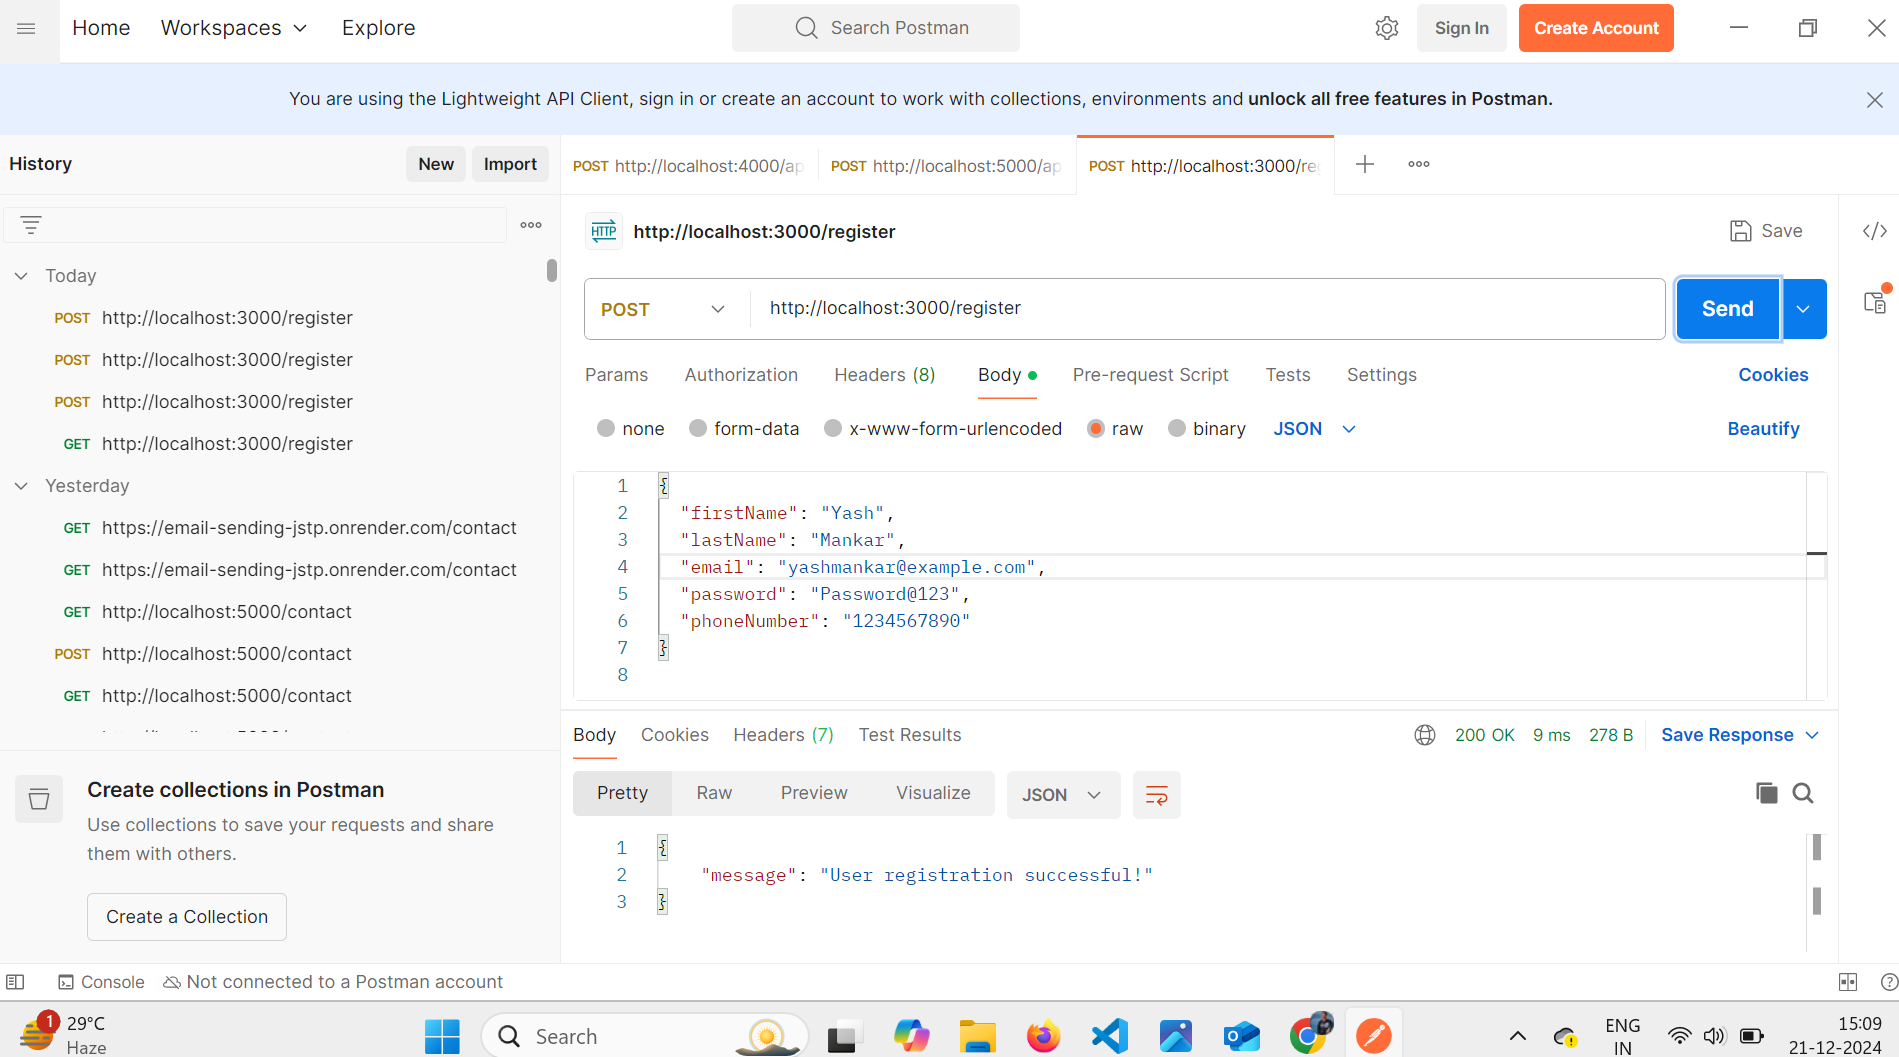 Home Workspaces Explore
Search Postman
Sign In Create Account
You are using the Lightweight API Client, sign in or create an account to work with collections, environments and unlock all free features in Postman.
History New Import
POST http://localhost:4000/ap
POST http://localhost:5000/ap
POST http://localhost:3000/re
HTTP http://localhost:3000/register
Save
Today
POST http://localhost:3000/register
POST http://localhost:3000/register
POST http://localhost:3000/register
GET http://localhost:3000/register
Yesterday
GET https://email-sending-jstp.onrender.com/contact
GET https://email-sending-jstp.onrender.com/contact
GET http://localhost:5000/contact
POST http://localhost:5000/contact
GET http://localhost:5000/contact
Create collections in Postman
Use collections to save your requests and share
them with others.
Create a Collection
POST http://localhost:3000/register Send
Params Authorization Headers (8) Body Pre-request Script Tests Settings Cookies
none form-data x-www-form-urlencoded raw binary JSON Beautify
1 {
2 "firstName": "Yash",
3 "lastName": "Mankar",
4 "email": "yashmankar@example.com",
5 "password": "Password@123",
6 "phoneNumber": "1234567890"
7 }
8
Body Cookies Headers (7) Test Results 200 OK 9 ms 278 B Save Response
Pretty Raw Preview Visualize JSON
1 {
2 "message": "User registration successful!"
3 }
Console Not connected to a Postman account
1 29°C
Haze
Search
ENG
IN
15:09
21-12-2024